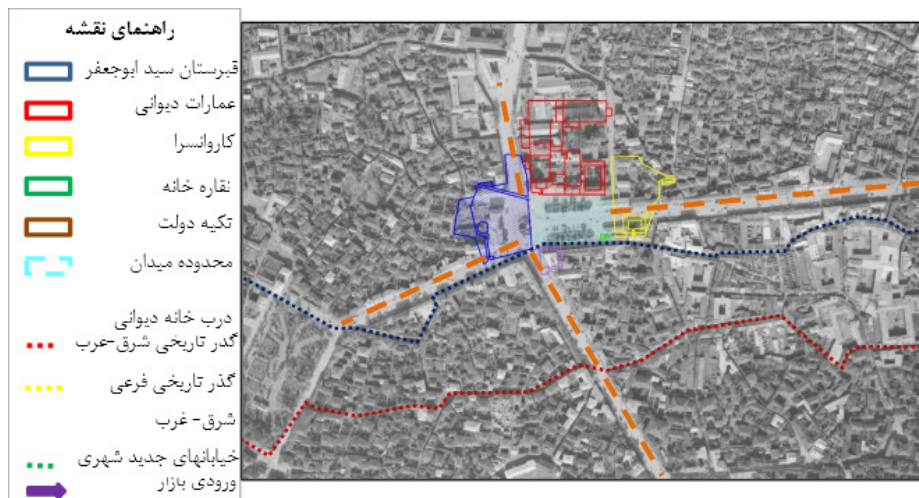 راهنمای نقشه
قبرستان سید ابوجعفر
عمارات دیوانی
کاروانسرا
نقاره خانه
تکیه دولت
محدوده میدان
درب خانه دیوانی
گذر تاریخی شرق-غرب
گذر تاریخی فرعی
شرق- غرب
خیابانهای جدید شهری
ورودی بازار